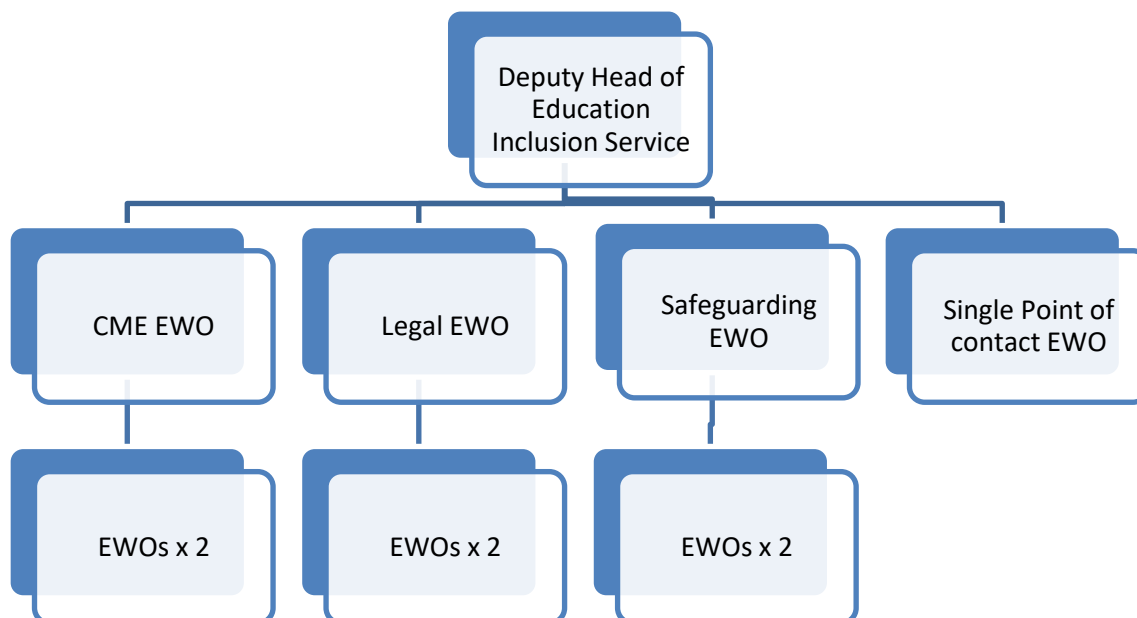 Deputy Head of
Education
Inclusion Service
CME EWO
Legal EWO
Safeguarding
EWO
Single Point of
contact EWO
EWOs x 2
EWOs x 2
EWOs x 2